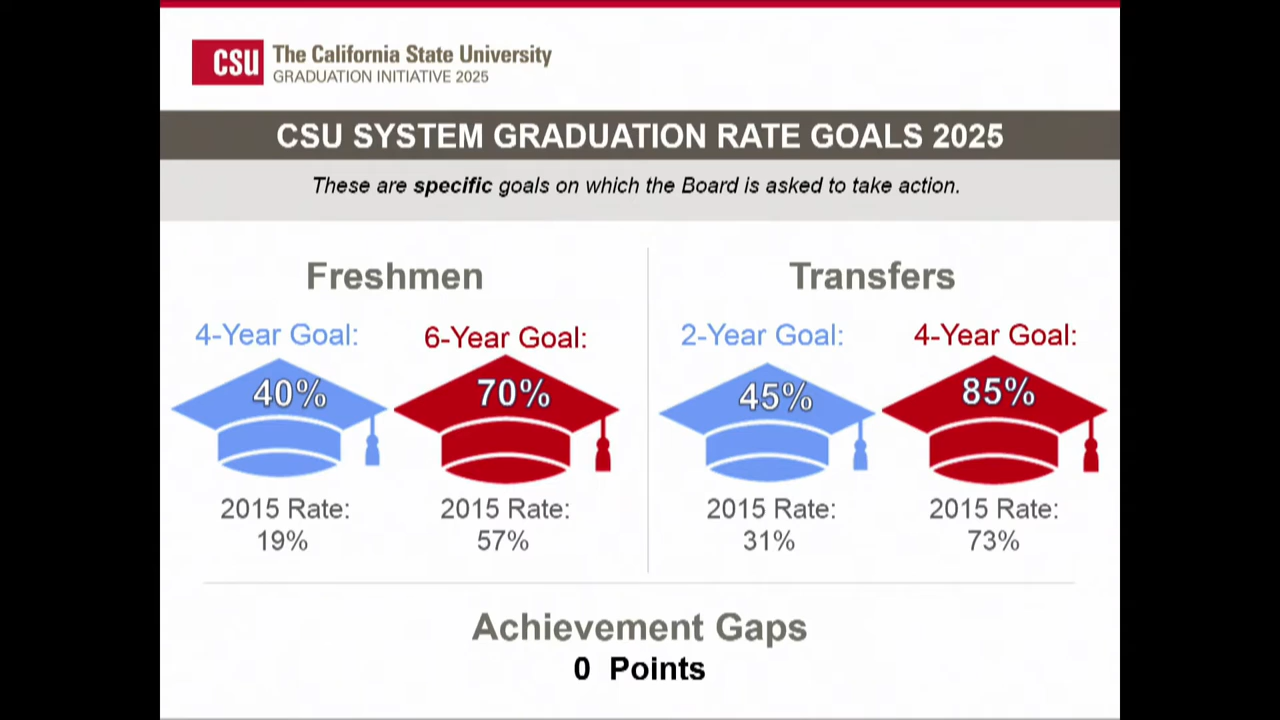 CSU
The California State University
GRADUATION INITIATIVE 2025
CSU SYSTEM GRADUATION RATE GOALS 2025
These are specific goals on which the Board is asked to take action.
Freshmen
4-Year Goal:
40%
2015 Rate:
19%
6-Year Goal:
70%
2015 Rate:
57%
Transfers
2-Year Goal:
45%
2015 Rate:
31%
4-Year Goal:
85%
2015 Rate:
73%
Achievement Gaps
0 Points